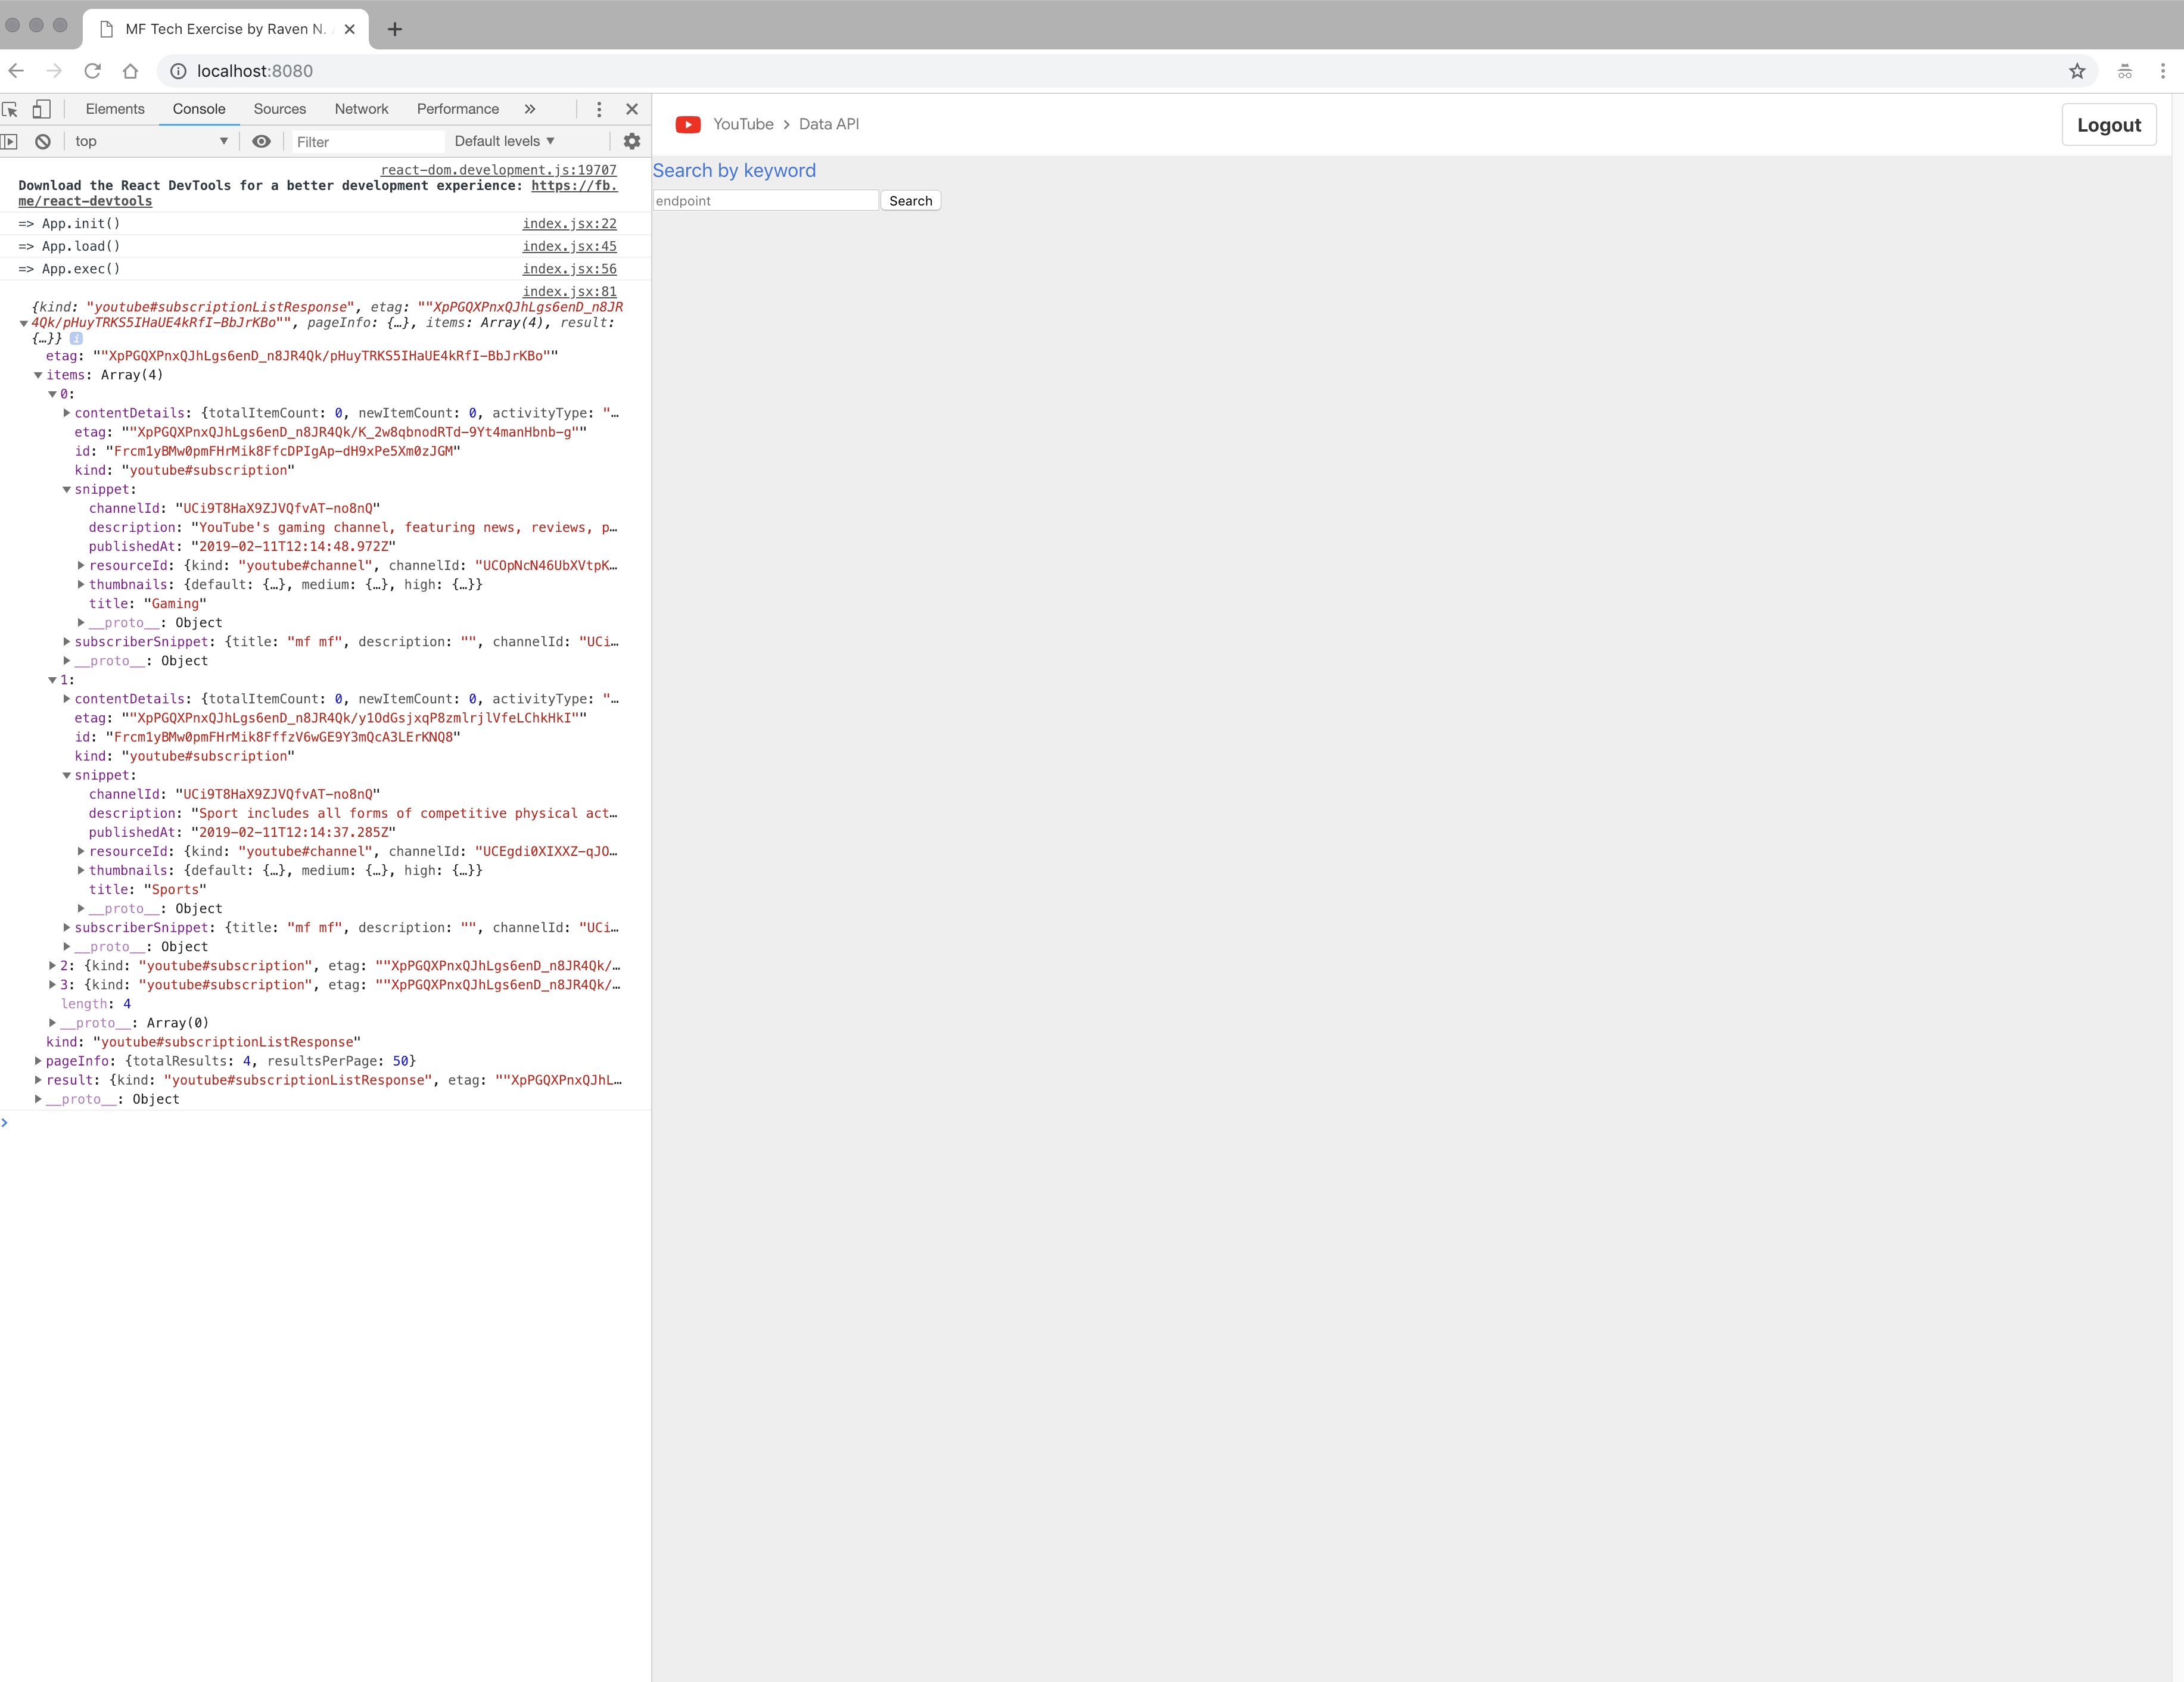 MF Tech Exercise by Raven N.
localhost:8080
Elements Console Sources Network Performance
top Filter Default levels
react-dom.development.js:19707
Download the React DevTools for a better development experience: https://fb.
me/react-devtools
=> App.init() index.jsx:22
=> App.load() index.jsx:45
=> App.exec() index.jsx:56
index.jsx:81
{kind: "youtube#subscriptionListResponse", etag: ""XpPGQXPnxQJhLgs6enD_n8JR
4Qk/pHuyTRKS5IHaUE4kRfI-BbJrKBo"", pageInfo: {…}, items: Array(4), result:
{…}} i
etag: ""XpPGQXPnxQJhLgs6enD_n8JR4Qk/pHuyTRKS5IHaUE4kRfI-BbJrKBo""
items: Array(4)
0:
contentDetails: {totalItemCount: 0, newItemCount: 0, activityType: "…
etag: ""XpPGQXPnxQJhLgs6enD_n8JR4Qk/K_2w8qbnodRTd-9Yt4manHbnb-g""
id: "Frcm1yBMw0pmFHrMik8FfcDPIgAp-dH9xPe5Xm0zJGM"
kind: "youtube#subscription"
snippet:
channelId: "UCi9T8HaX9ZJVQfvAT-no8nQ"
description: "YouTube's gaming channel, featuring news, reviews, p…
publishedAt: "2019-02-11T12:14:48.972Z"
resourceId: {kind: "youtube#channel", channelId: "UCOpNcN46UbXVtpK…
thumbnails: {default: {…}, medium: {…}, high: {…}}
title: "Gaming"
__proto__: Object
subscriberSnippet: {title: "mf mf", description: "", channelId: "UCi…
__proto__: Object
1:
contentDetails: {totalItemCount: 0, newItemCount: 0, activityType: "…
etag: ""XpPGQXPnxQJhLgs6enD_n8JR4Qk/y1OdGsjxqP8zmlrjlVfeLChkHkI""
id: "Frcm1yBMw0pmFHrMik8FffzV6wGE9Y3mQcA3LErKNQ8"
kind: "youtube#subscription"
snippet:
channelId: "UCi9T8HaX9ZJVQfvAT-no8nQ"
description: "Sport includes all forms of competitive physical act…
publishedAt: "2019-02-11T12:14:37.285Z"
resourceId: {kind: "youtube#channel", channelId: "UCEgdi0XIXXZ-qJO…
thumbnails: {default: {…}, medium: {…}, high: {…}}
title: "Sports"
__proto__: Object
subscriberSnippet: {title: "mf mf", description: "", channelId: "UCi…
__proto__: Object
2: {kind: "youtube#subscription", etag: ""XpPGQXPnxQJhLgs6enD_n8JR4Qk/…
3: {kind: "youtube#subscription", etag: ""XpPGQXPnxQJhLgs6enD_n8JR4Qk/…
length: 4
__proto__: Array(0)
kind: "youtube#subscriptionListResponse"
pageInfo: {totalResults: 4, resultsPerPage: 50}
result: {kind: "youtube#subscriptionListResponse", etag: ""XpPGQXPnxQJhL…
__proto__: Object
YouTube > Data API
Logout
Search by keyword
endpoint Search